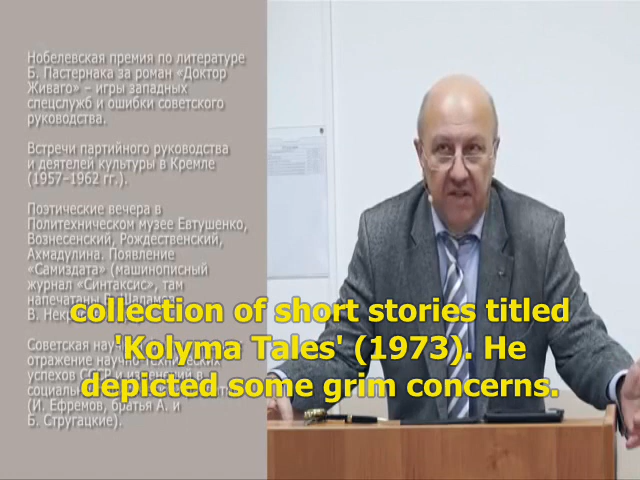 Нобелевская премия по литературе
Б. Пастернака за роман «Доктор
Живаго» – игры западных
спецслужб и ошибки советского
руководства.
Встречи партийного руководства
и деятелей культуры в Кремле
(1957–1962 гг.).
Поэтические вечера в
Политехническом музее Евтушенко,
Вознесенский, Рождественский,
Ахмадулина. Появление
«Самиздата» (машинописный
журнал «Синтаксис», там
напечатаны
В.
collection of short stories titled
'Kolyma Tales' (1973). He
depicted some grim concerns.
Советская
отражение
успехов
(И. Ефремов, братья А. и
Б. Стругацкие).